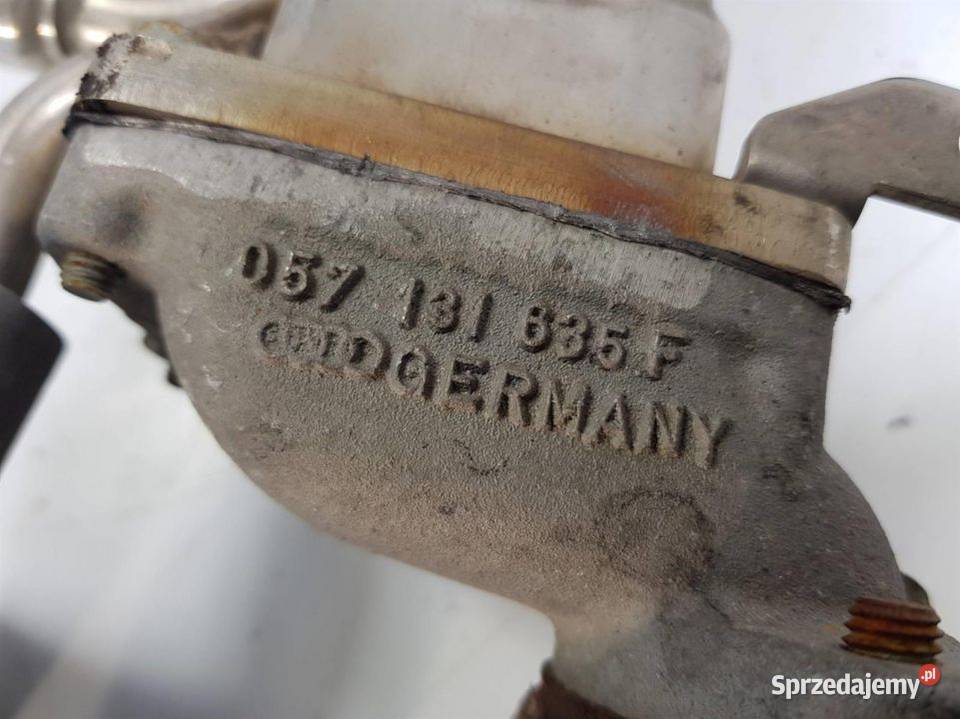 057 131 635 F
GERMANY
Sprzedajemy.pl